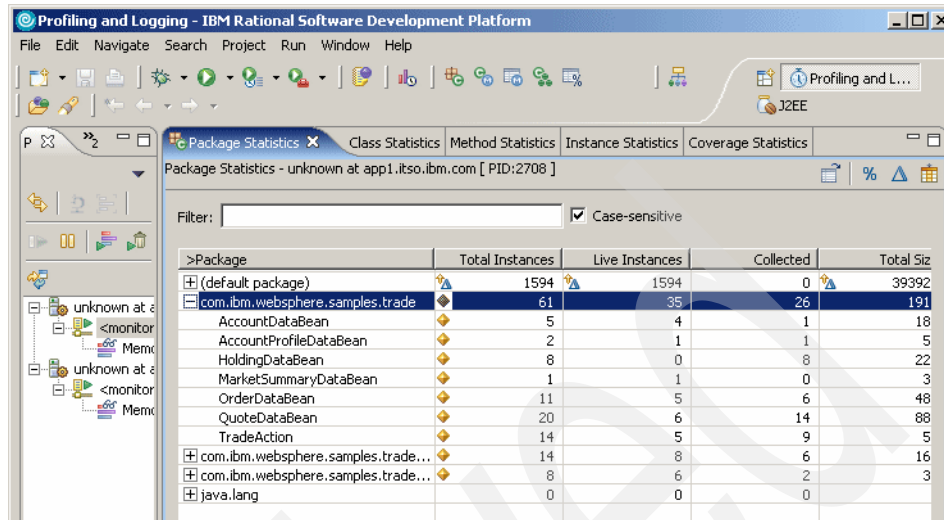 Profiling and Logging - IBM Rational Software Development Platform
File Edit Navigate Search Project Run Window Help
Profiling and L...
J2EE
P
2
Package Statistics Class Statistics Method Statistics Instance Statistics Coverage Statistics
Package Statistics - unknown at app1.itso.ibm.com [ PID:2708 ]
%
Filter: Case-sensitive
>Package Total Instances Live Instances Collected Total Siz
(default package) 1594 1594 0 39392
com.ibm.websphere.samples.trade 61 35 26 191
AccountDataBean 5 4 1 18
AccountProfileDataBean 2 1 1 5
HoldingDataBean 8 0 8 22
MarketSummaryDataBean 1 1 0 3
OrderDataBean 11 5 6 48
QuoteDataBean 20 6 14 88
TradeAction 14 5 9 5
com.ibm.websphere.samples.trade... 14 8 6 16
com.ibm.websphere.samples.trade... 8 6 2 3
java.lang 0 0 0
unknown at a
<monitor
Memo
unknown at a
<monitor
Memo